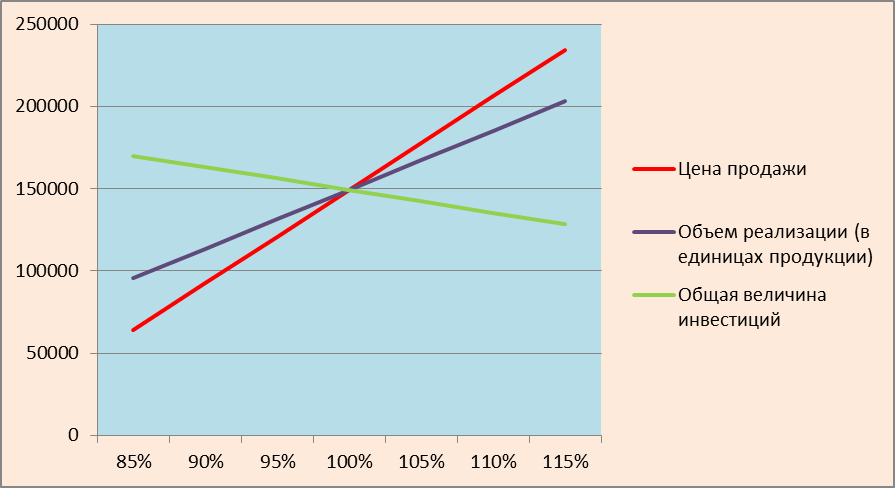 250000
200000
150000
100000
50000
0
85% 90% 95% 100% 105% 110% 115%
Цена продажи
Объем реализации (в
единицах продукции)
Общая величина
инвестиций